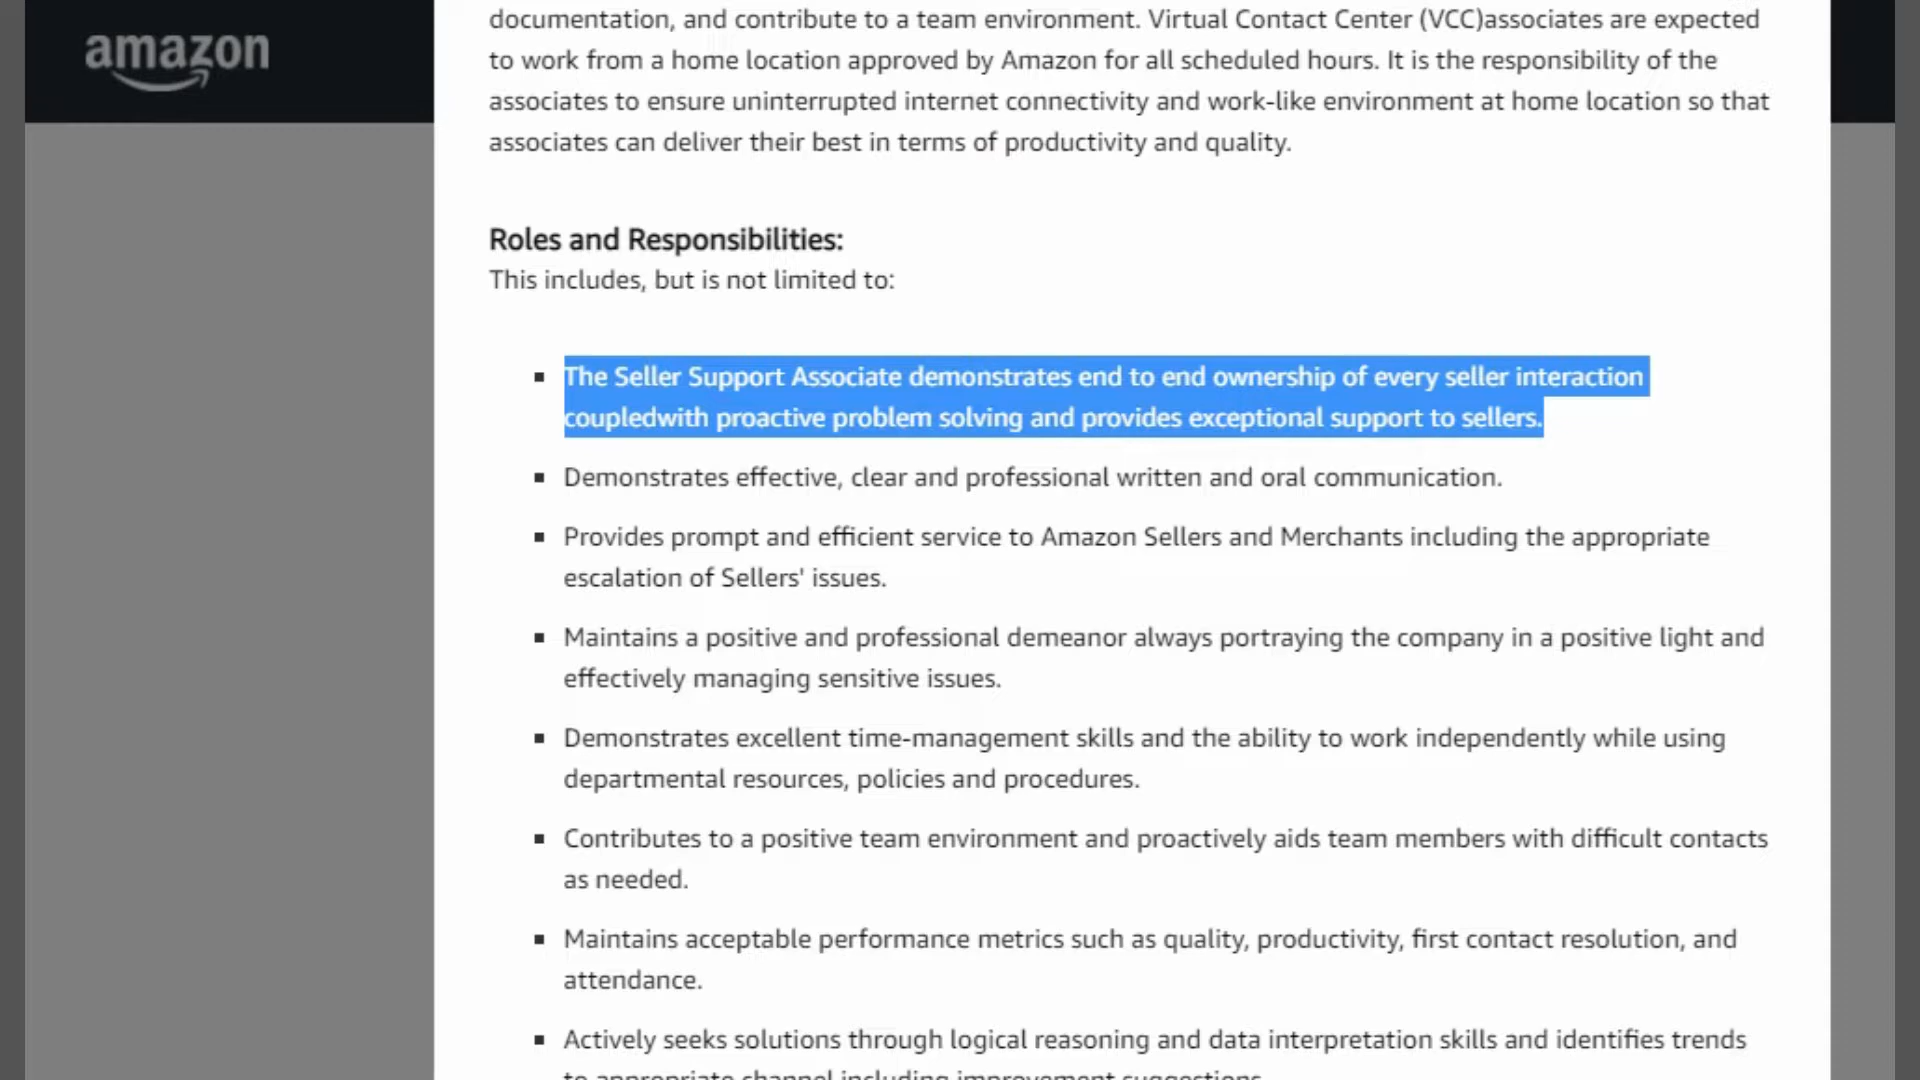 amazon
documentation, and contribute to a team environment. Virtual Contact Center (VCC)associates are expected
to work from a home location approved by Amazon for all scheduled hours. It is the responsibility of the
associates to ensure uninterrupted internet connectivity and work-like environment at home location so that
associates can deliver their best in terms of productivity and quality.
Roles and Responsibilities:
This includes, but is not limited to:
▪ The Seller Support Associate demonstrates end to end ownership of every seller interaction
coupledwith proactive problem solving and provides exceptional support to sellers.
▪ Demonstrates effective, clear and professional written and oral communication.
▪ Provides prompt and efficient service to Amazon Sellers and Merchants including the appropriate
escalation of Sellers' issues.
▪ Maintains a positive and professional demeanor always portraying the company in a positive light and
effectively managing sensitive issues.
▪ Demonstrates excellent time-management skills and the ability to work independently while using
departmental resources, policies and procedures.
▪ Contributes to a positive team environment and proactively aids team members with difficult contacts
as needed.
▪ Maintains acceptable performance metrics such as quality, productivity, first contact resolution, and
attendance.
▪ Actively seeks solutions through logical reasoning and data interpretation skills and identifies trends
to appropriate channel including improvement suggestions.